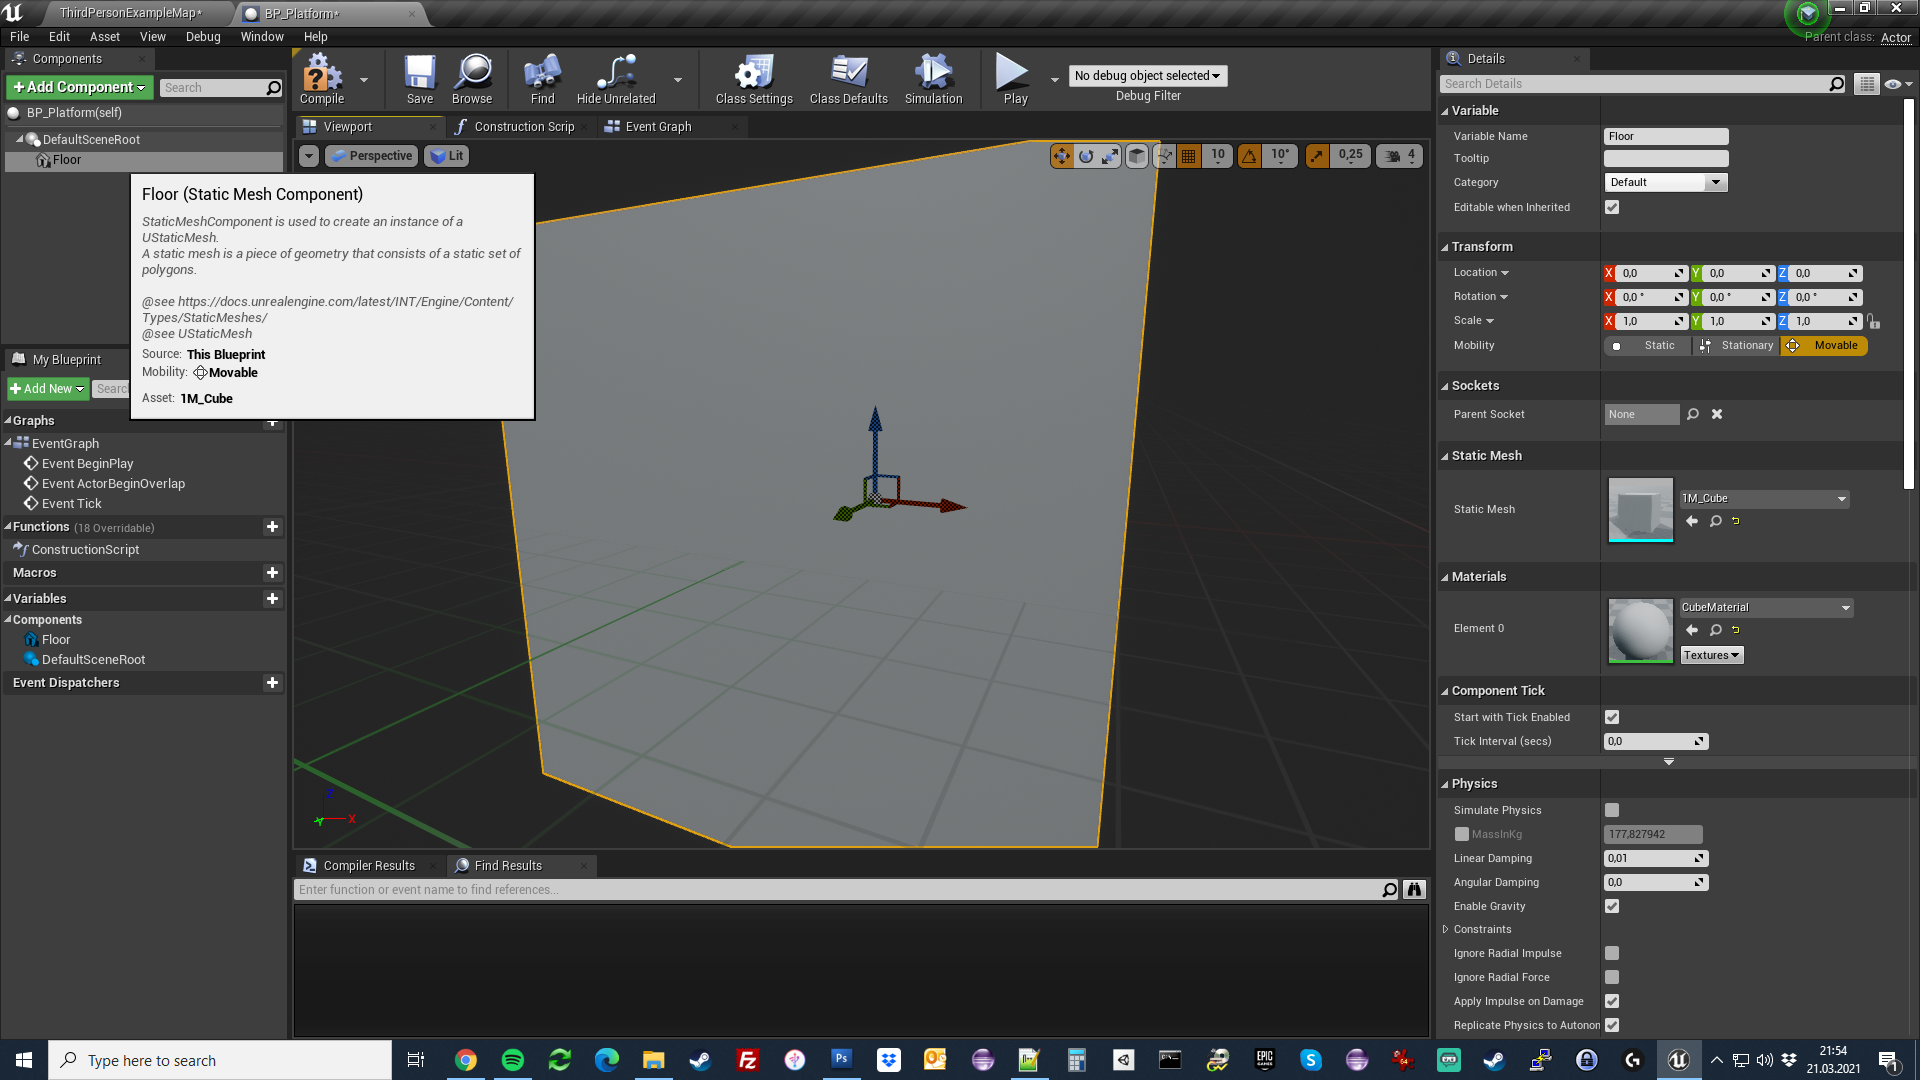 ThirdPersonExampleMap*
BP_Platform*
File Edit Asset View Debug Window Help
Parent class: Actor
Components
+ Add Component
Search
BP_Platform(self)
DefaultSceneRoot
Floor
Compile
Save
Browse
Find
Hide Unrelated
Class Settings
Class Defaults
Simulation
Play
No debug object selected
Debug Filter
Viewport
Construction Scrip
Event Graph
Perspective
Lit
10
10°
0,25
4
Floor (Static Mesh Component)
StaticMeshComponent is used to create an instance of a
UStaticMesh.
A static mesh is a piece of geometry that consists of a static set of
polygons.
@see https://docs.unrealengine.com/latest/INT/Engine/Content/
Types/StaticMeshes/
@see UStaticMesh
Source: This Blueprint
Mobility: Movable
Asset: 1M_Cube
My Blueprint
+ Add New
Searc
Graphs
EventGraph
Event BeginPlay
Event ActorBeginOverlap
Event Tick
Functions (18 Overridable)
ConstructionScript
Macros
Variables
Components
Floor
DefaultSceneRoot
Event Dispatchers
Z
X
Y
Compiler Results
Find Results
Enter function or event name to find references...
Details
Search Details
Variable
Variable Name Floor
Tooltip
Category Default
Editable when Inherited
Transform
Location X 0,0 Y 0,0 Z 0,0
Rotation X 0,0 ° Y 0,0 ° Z 0,0 °
Scale X 1,0 Y 1,0 Z 1,0
Mobility Static Stationary Movable
Sockets
Parent Socket None
Static Mesh
Static Mesh 1M_Cube
Materials
Element 0 CubeMaterial
Textures
Component Tick
Start with Tick Enabled
Tick Interval (secs) 0,0
Physics
Simulate Physics
MassInKg 177,827942
Linear Damping 0,01
Angular Damping 0,0
Enable Gravity
Constraints
Ignore Radial Impulse
Ignore Radial Force
Apply Impulse on Damage
Replicate Physics to Autonon
Type here to search
Ps
EPIC GAMES
64
21:54
21.03.2021
1